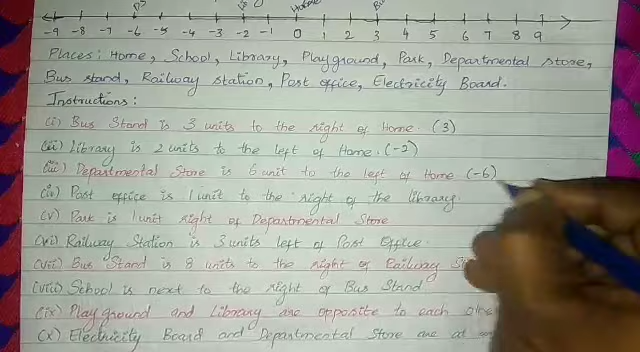 DS Li Home Bu
-9 -8 -7 -6 -5 -4 -3 -2 -1 0 1 2 3 4 5 6 7 8 9
Places: Home, School, Library, Playground, Park, Departmental store,
Bus stand, Railway station, Post office, Electricity Board.
Instructions:
(i) Bus Stand is 3 units to the right of Home (3)
(ii) Library is 2 units to the left of Home (-2)
(iii) Departmental Store is 6 unit to the left of Home (-6)
(iv) Post office is 1 unit to the right of the library.
(v) Park is 1 unit right of Departmental Store
(vi) Railway Station is 3 units left of Post Office.
(vii) Bus Stand is 8 units to the right of Railway
(viii) School is next to the right of Bus Stand
(ix) Playground and Library are opposite to each
(x) Electricity Board and Departmental Store are at